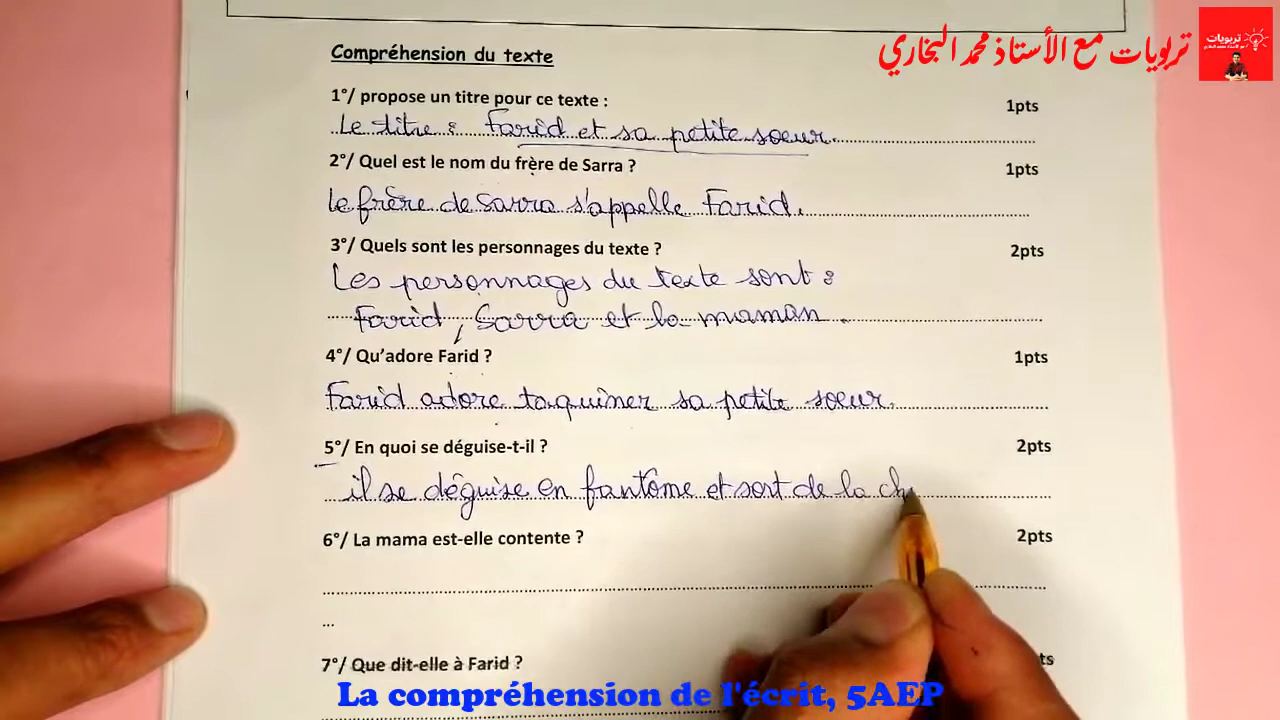 تربويات مع الأستاذ محمد البخاري
تربويات
Compréhension du texte
1°/ propose un titre pour ce texte :
1pts
Le titre : Farid et sa petite soeur.
2°/ Quel est le nom du frère de Sarra ?
1pts
le frère de Sarra s'appelle Farid.
3°/ Quels sont les personnages du texte ?
2pts
Les personnages du texte sont :
Farid, Sarra et la maman.
4°/ Qu'adore Farid ?
1pts
Farid adore taquiner sa petite soeur.
5°/ En quoi se déguise-t-il ?
2pts
il se déguise en fantôme et sort de la ch
6°/ La mama est-elle contente ?
2pts
...
7°/ Que dit-elle à Farid ?
ts
La compréhension de l'écrit, 5AEP